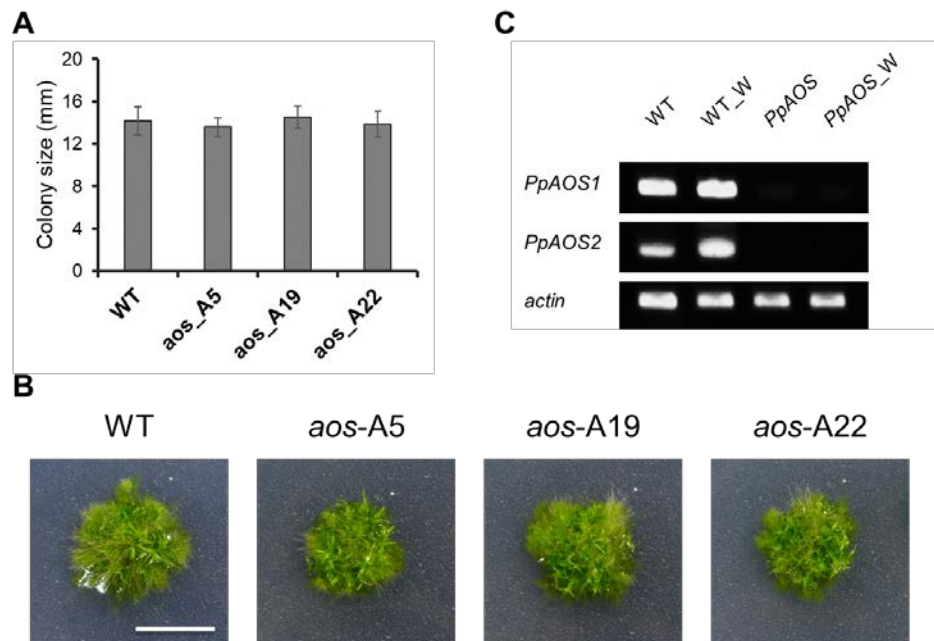 A
20
16
12
8
4
0
Colony size (mm)
WT
aos_A5
aos_A19
aos_A22
C
WT
WT_W
PpAOS
PpAOS_W
PpAOS1
PpAOS2
actin
B
WT
aos-A5
aos-A19
aos-A22